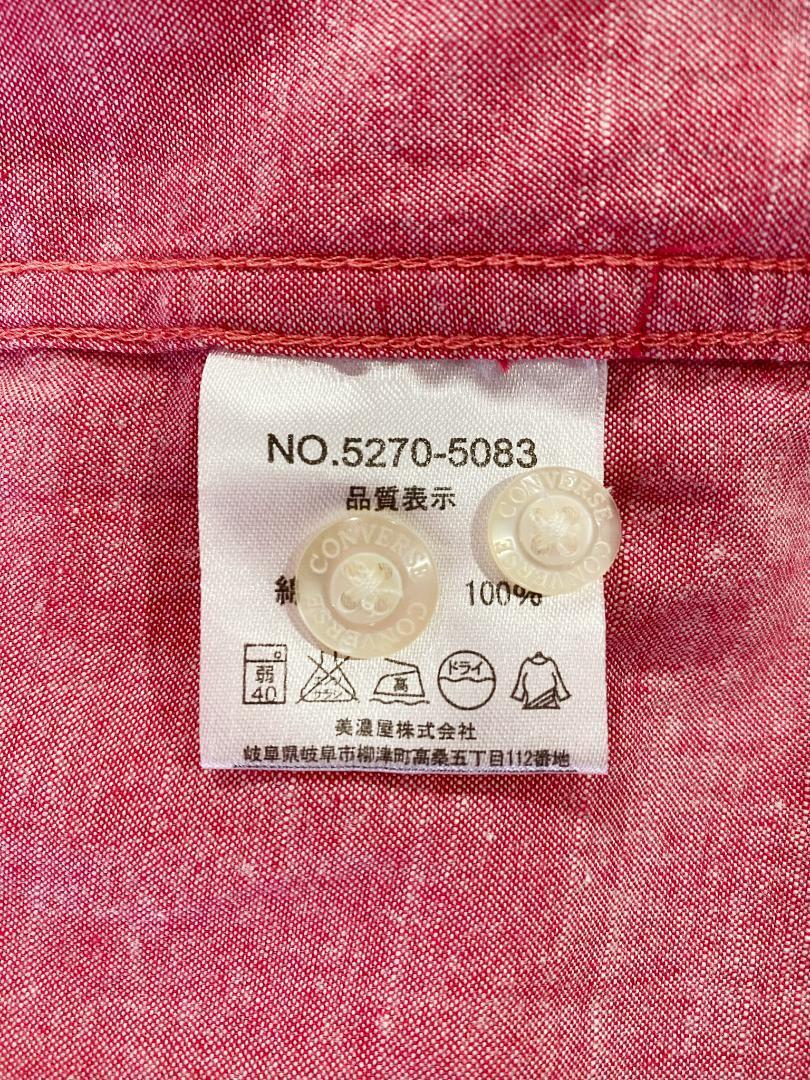 NO.5270-5083
品質表示
CONVERSE CONVERSE
CONVERSE CONVERSE
綿 100%
弱
40
高
ドライ
美濃屋株式会社
岐阜県岐阜市柳津町高桑五丁目112番地